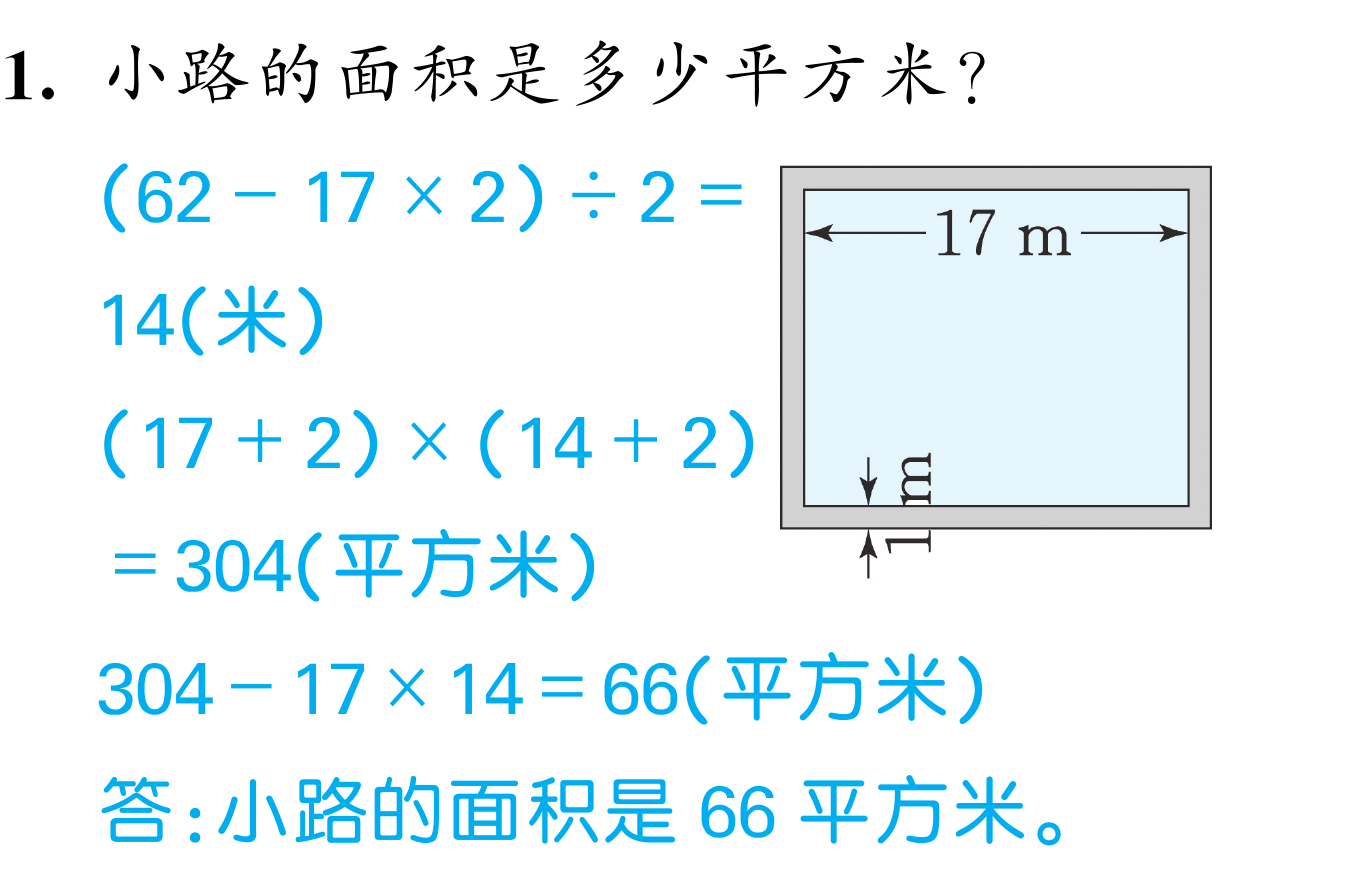 1. 小路的面积是多少平方米?
(62 − 17 × 2) ÷ 2 =
14(米)
(17 + 2) × (14 + 2)
= 304(平方米)
304 − 17 × 14 = 66(平方米)
答:小路的面积是 66 平方米。
17 m
1 m